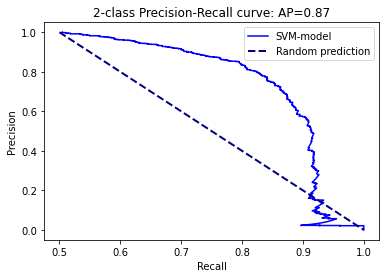 2-class Precision-Recall curve: AP=0.87
SVM-model
Random prediction
Precision
1.0
0.8
0.6
0.4
0.2
0.0
0.5
0.6
0.7
0.8
0.9
1.0
Recall